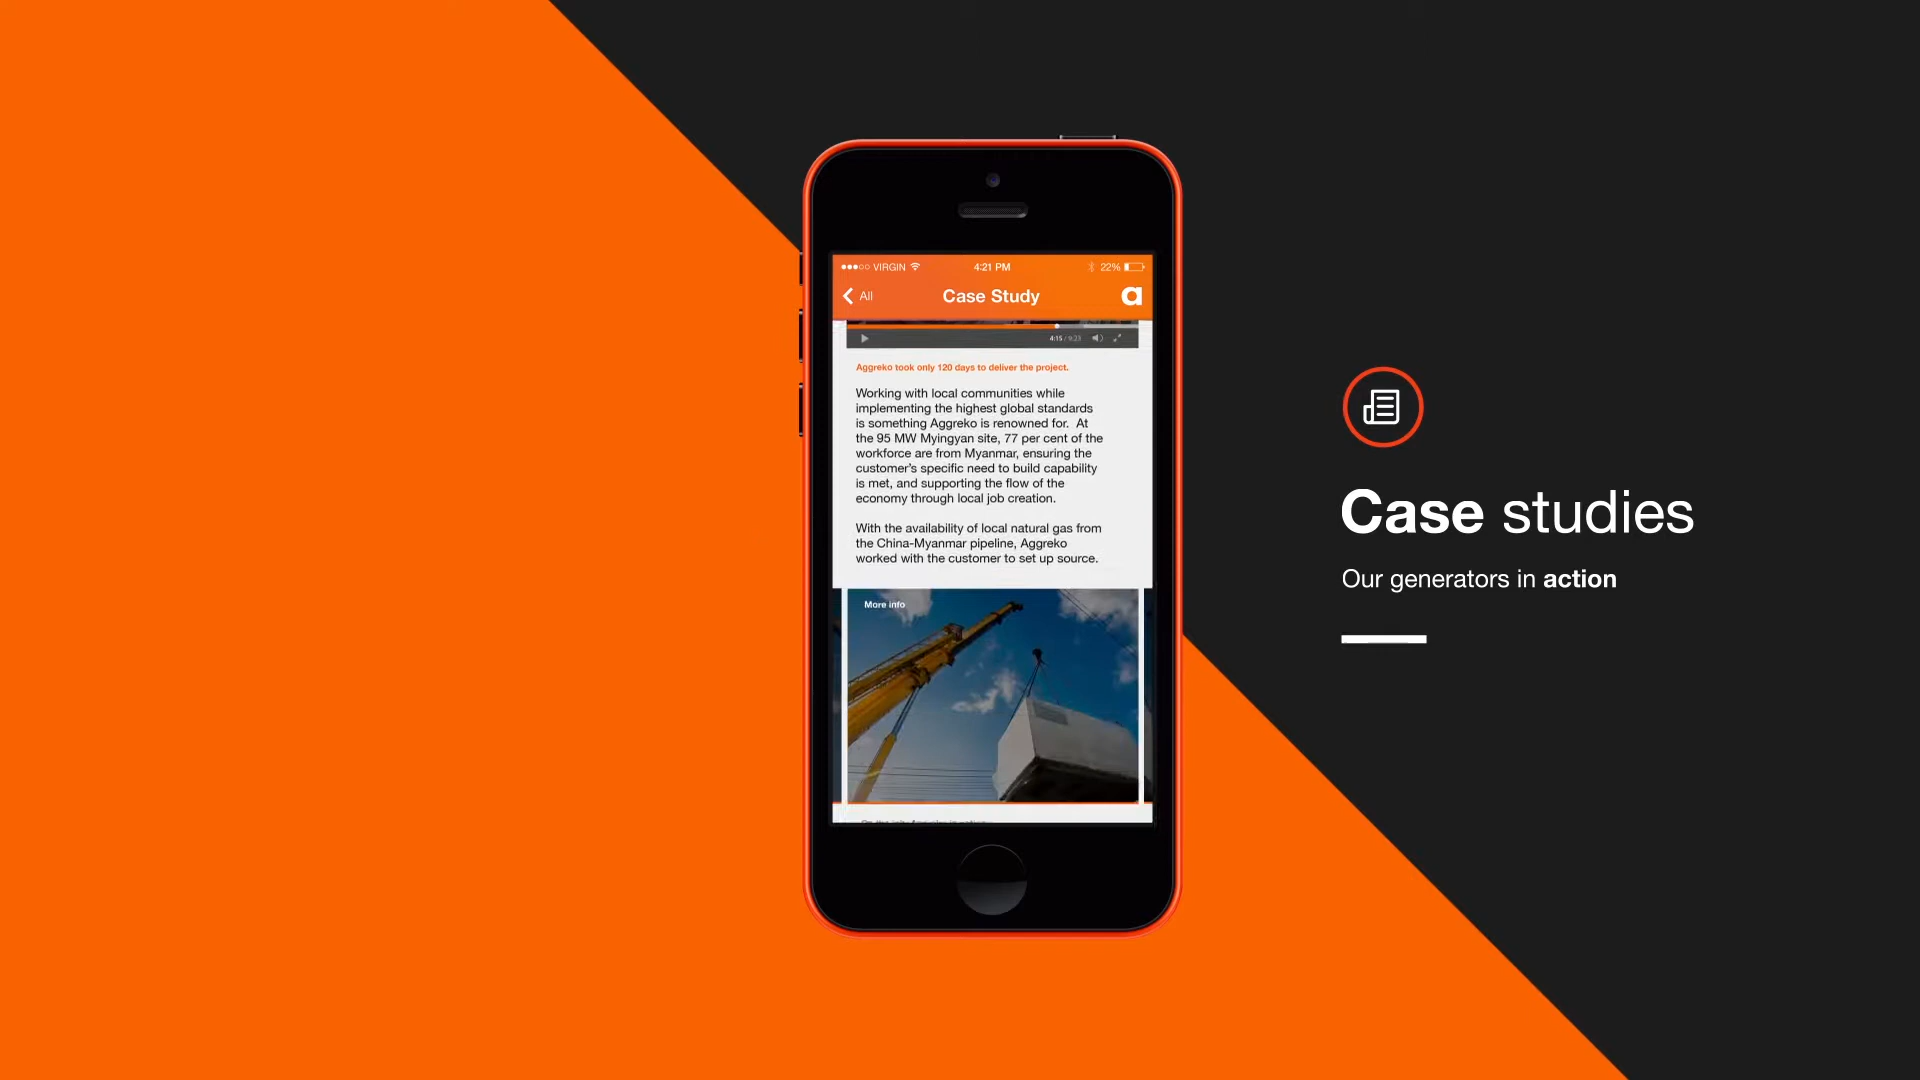 VIRGIN 4:21 PM 22%
All Case Study a
4:15 / 9:23
Aggreko took only 120 days to deliver the project.
Working with local communities while
implementing the highest global standards
is something Aggreko is renowned for. At
the 95 MW Myingyan site, 77 per cent of the
workforce are from Myanmar, ensuring the
customer's specific need to build capability
is met, and supporting the flow of the
economy through local job creation.
With the availability of local natural gas from
the China-Myanmar pipeline, Aggreko
worked with the customer to set up source.
More info
Case studies
Our generators in action